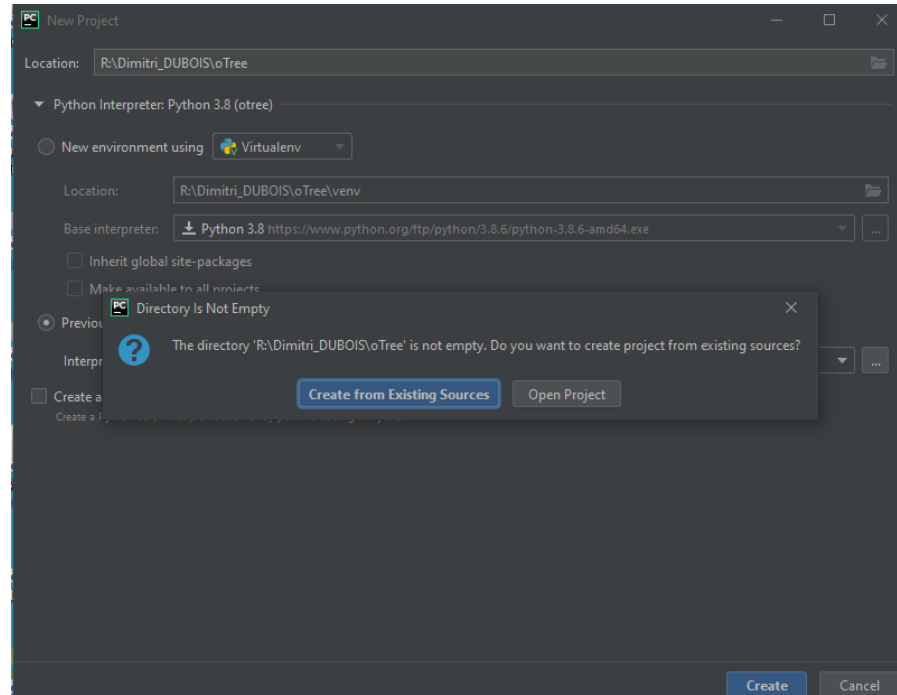 PC New Project
Location: R:\Dimitri_DUBOIS\oTree
Python Interpreter: Python 3.8 (otree)
New environment using Virtualenv
Location: R:\Dimitri_DUBOIS\oTree\venv
Base interpreter: Python 3.8 https://www.python.org/ftp/python/3.8.6/python-3.8.6-amd64.exe ...
Inherit global site-packages
Make available to all projects
PC Directory Is Not Empty
The directory 'R:\Dimitri_DUBOIS\oTree' is not empty. Do you want to create project from existing sources?
Create from Existing Sources Open Project
Previou
Interpr ...
Create a
Create a
Create Cancel